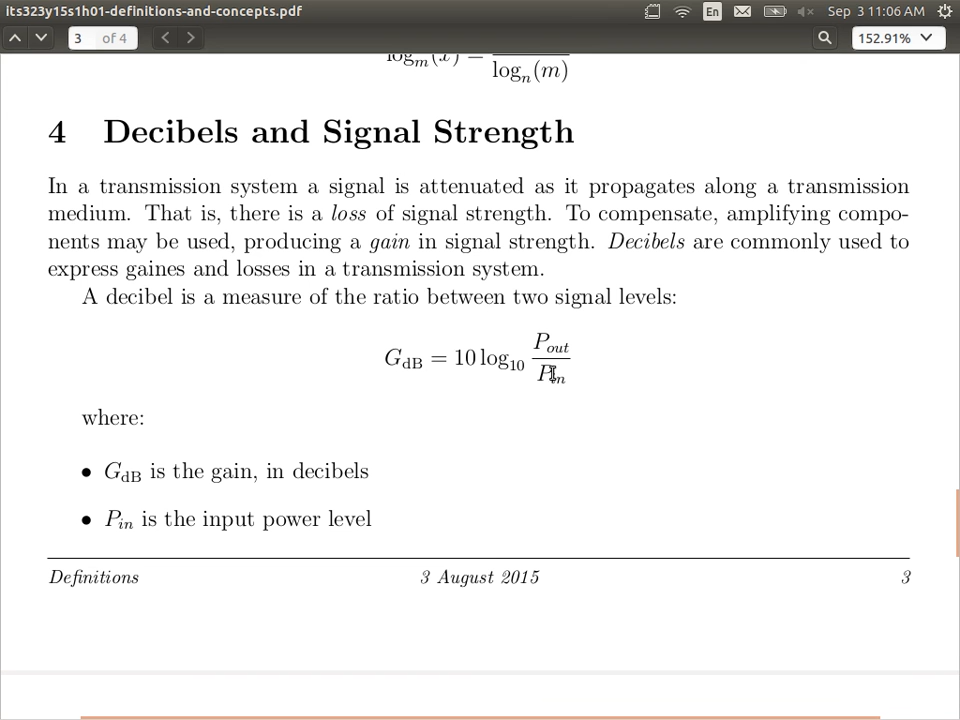 its323y15s1h01-definitions-and-concepts.pdf En Sep 3 11:06 AM
3 of 4 152.91%
log_n(m)
4 Decibels and Signal Strength
In a transmission system a signal is attenuated as it propagates along a transmission
medium. That is, there is a loss of signal strength. To compensate, amplifying compo-
nents may be used, producing a gain in signal strength. Decibels are commonly used to
express gaines and losses in a transmission system.
A decibel is a measure of the ratio between two signal levels:
G_dB = 10 log_10 P_out
P_in
where:
• G_dB is the gain, in decibels
• P_in is the input power level
Definitions 3 August 2015 3